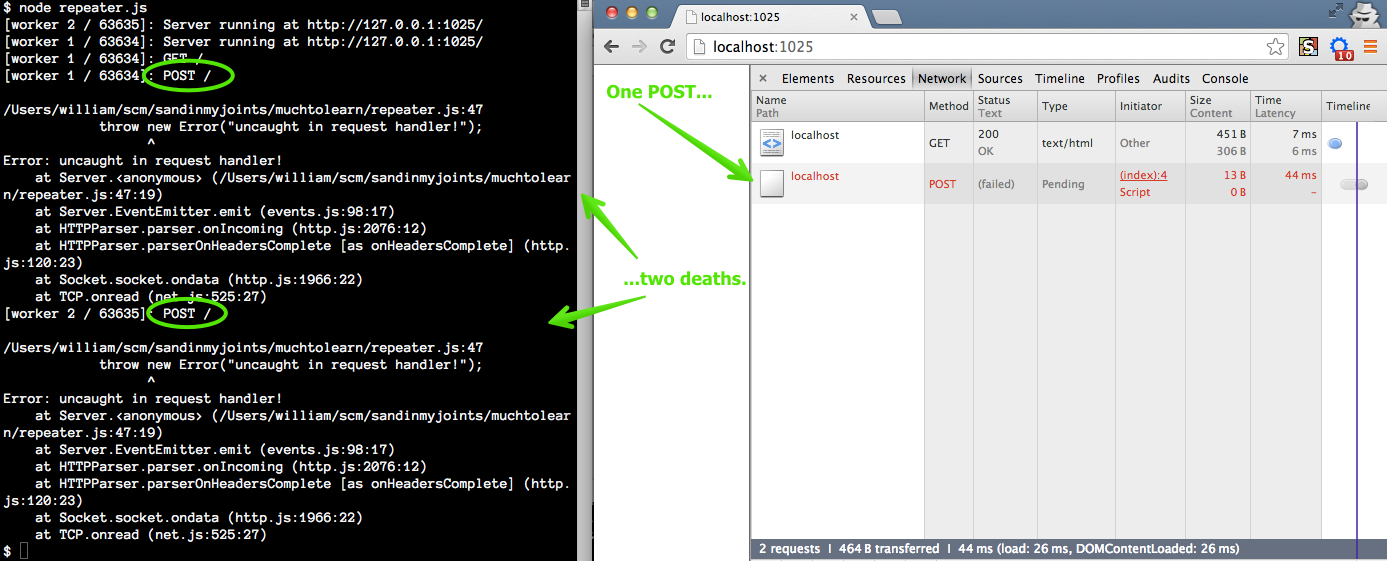 $ node repeater.js
[worker 2 / 63635]: Server running at http://127.0.0.1:1025/
[worker 1 / 63634]: Server running at http://127.0.0.1:1025/
[worker 1 / 63634]: GET /
[worker 1 / 63634]: POST /
/Users/william/scm/sandinmyjoints/muchtolearn/repeater.js:47
throw new Error("uncaught in request handler!");
^
Error: uncaught in request handler!
at Server.<anonymous> (/Users/william/scm/sandinmyjoints/muchtolear
n/repeater.js:47:19)
at Server.EventEmitter.emit (events.js:98:17)
at HTTPParser.parser.onIncoming (http.js:2076:12)
at HTTPParser.parserOnHeadersComplete [as onHeadersComplete] (http.
js:120:23)
at Socket.socket.ondata (http.js:1966:22)
at TCP.onread (net.js:525:27)
[worker 2 / 63635]: POST /
/Users/william/scm/sandinmyjoints/muchtolearn/repeater.js:47
throw new Error("uncaught in request handler!");
^
Error: uncaught in request handler!
at Server.<anonymous> (/Users/william/scm/sandinmyjoints/muchtolear
n/repeater.js:47:19)
at Server.EventEmitter.emit (events.js:98:17)
at HTTPParser.parser.onIncoming (http.js:2076:12)
at HTTPParser.parserOnHeadersComplete [as onHeadersComplete] (http.
js:120:23)
at Socket.socket.ondata (http.js:1966:22)
at TCP.onread (net.js:525:27)
$
localhost:1025
localhost:1025
S
10
One POST...
...two deaths.
× Elements Resources Network Sources Timeline Profiles Audits Console
Name Method Status Type Initiator Size Time Timeline
Path Text Content Latency
localhost GET 200 text/html Other 451 B 7 ms
OK 306 B 6 ms
localhost POST (failed) Pending (index):4 13 B 44 ms
Script 0 B –
2 requests | 464 B transferred | 44 ms (load: 26 ms, DOMContentLoaded: 26 ms)